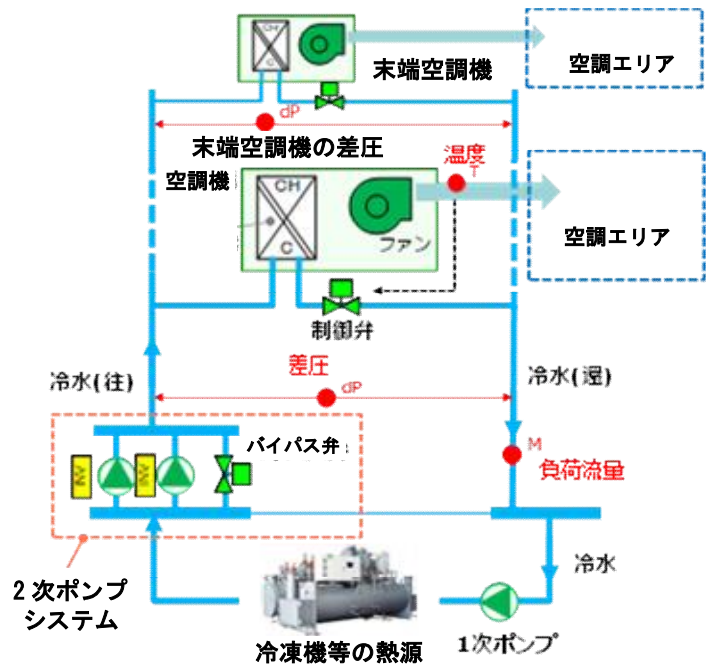 CH
C
末端空調機
空調エリア
dP
末端空調機の差圧
温度
T
空調機
CH
C
ファン
空調エリア
制御弁
差圧
dP
冷水(往)
冷水(還)
バイパス弁
M
負荷流量
INV
INV
2次ポンプ
システム
冷水
冷凍機等の熱源
1次ポンプ